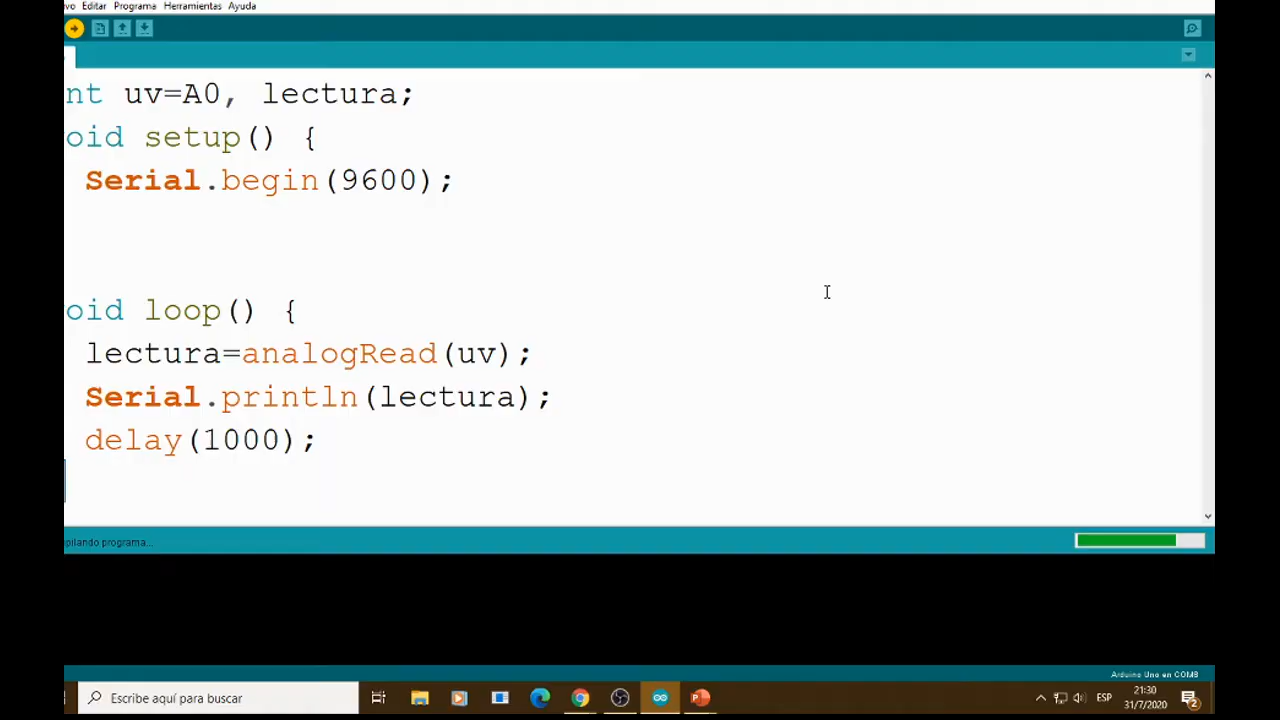 vo Editar Programa Herramientas Ayuda
nt uv=A0, lectura;
oid setup() {
Serial.begin(9600);
oid loop() {
lectura=analogRead(uv);
Serial.println(lectura);
delay(1000);
pilando programa...
Arduino Uno en COM8
Escribe aquí para buscar
ESP
21:30
31/7/2020
2